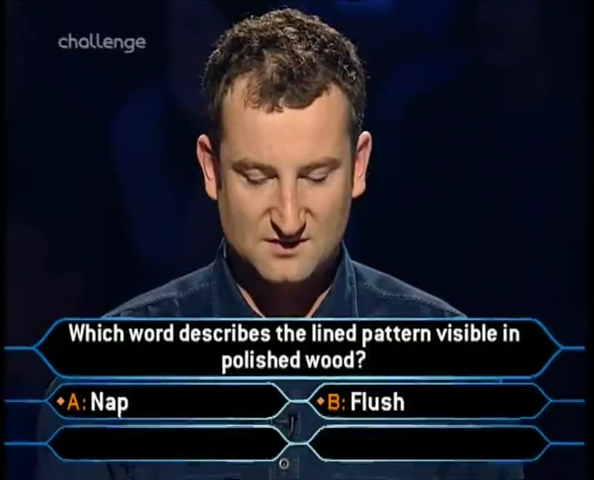 challenge
Which word describes the lined pattern visible in
polished wood?
A: Nap
B: Flush